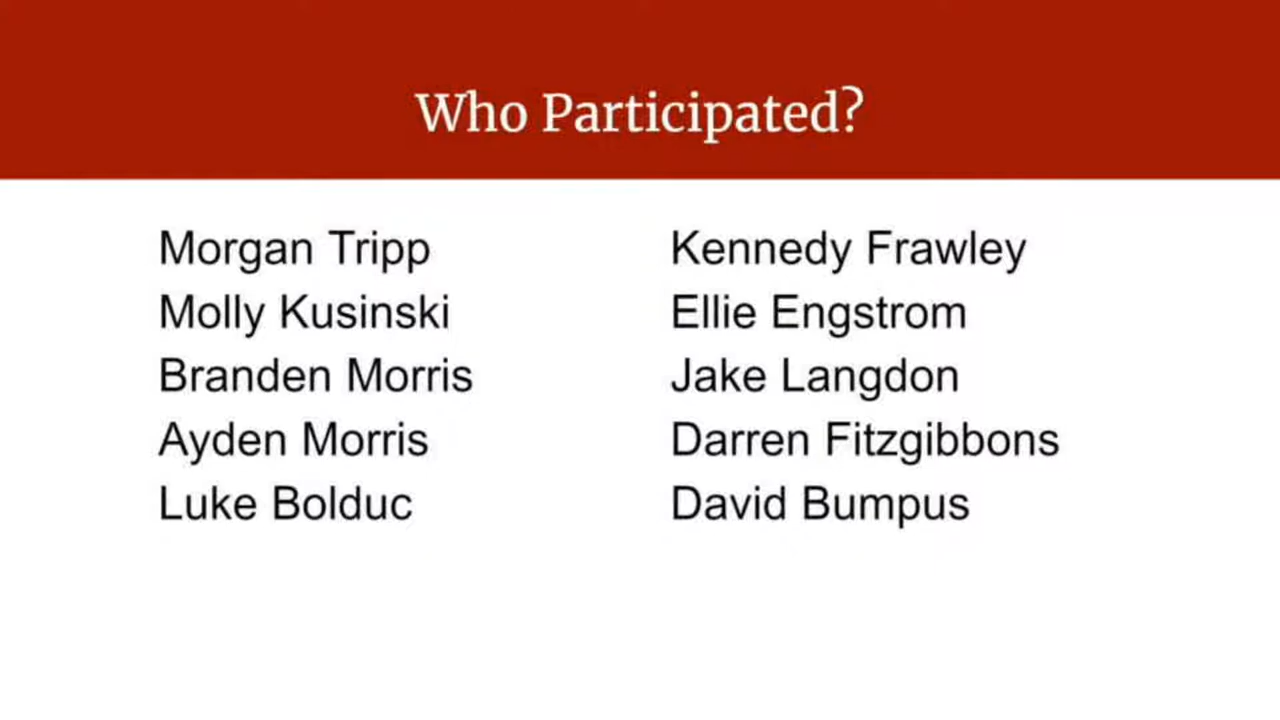 Who Participated?
Morgan Tripp
Molly Kusinski
Branden Morris
Ayden Morris
Luke Bolduc
Kennedy Frawley
Ellie Engstrom
Jake Langdon
Darren Fitzgibbons
David Bumpus